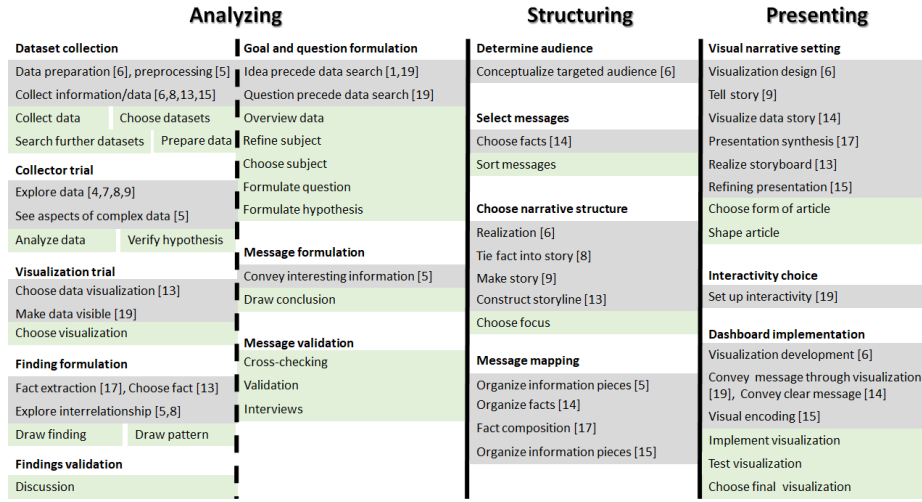 Analyzing
Structuring
Presenting
Dataset collection
Data preparation [6], preprocessing [5]
Collect information/data [6,8,13,15]
Collect data
Choose datasets
Search further datasets
Prepare data
Collector trial
Explore data [4,7,8,9]
See aspects of complex data [5]
Analyze data
Verify hypothesis
Visualization trial
Choose data visualization [13]
Make data visible [19]
Choose visualization
Finding formulation
Fact extraction [17], Choose fact [13]
Explore interrelationship [5,8]
Draw finding
Draw pattern
Findings validation
Discussion
Goal and question formulation
Idea precede data search [1,19]
Question precede data search [19]
Overview data
Refine subject
Choose subject
Formulate question
Formulate hypothesis
Message formulation
Convey interesting information [5]
Draw conclusion
Message validation
Cross-checking
Validation
Interviews
Determine audience
Conceptualize targeted audience [6]
Select messages
Choose facts [14]
Sort messages
Choose narrative structure
Realization [6]
Tie fact into story [8]
Make story [9]
Construct storyline [13]
Choose focus
Message mapping
Organize information pieces [5]
Organize facts [14]
Fact composition [17]
Organize information pieces [15]
Visual narrative setting
Visualization design [6]
Tell story [9]
Visualize data story [14]
Presentation synthesis [17]
Realize storyboard [13]
Refining presentation [15]
Choose form of article
Shape article
Interactivity choice
Set up interactivity [19]
Dashboard implementation
Visualization development [6]
Convey message through visualization
[19], Convey clear message [14]
Visual encoding [15]
Implement visualization
Test visualization
Choose final visualization